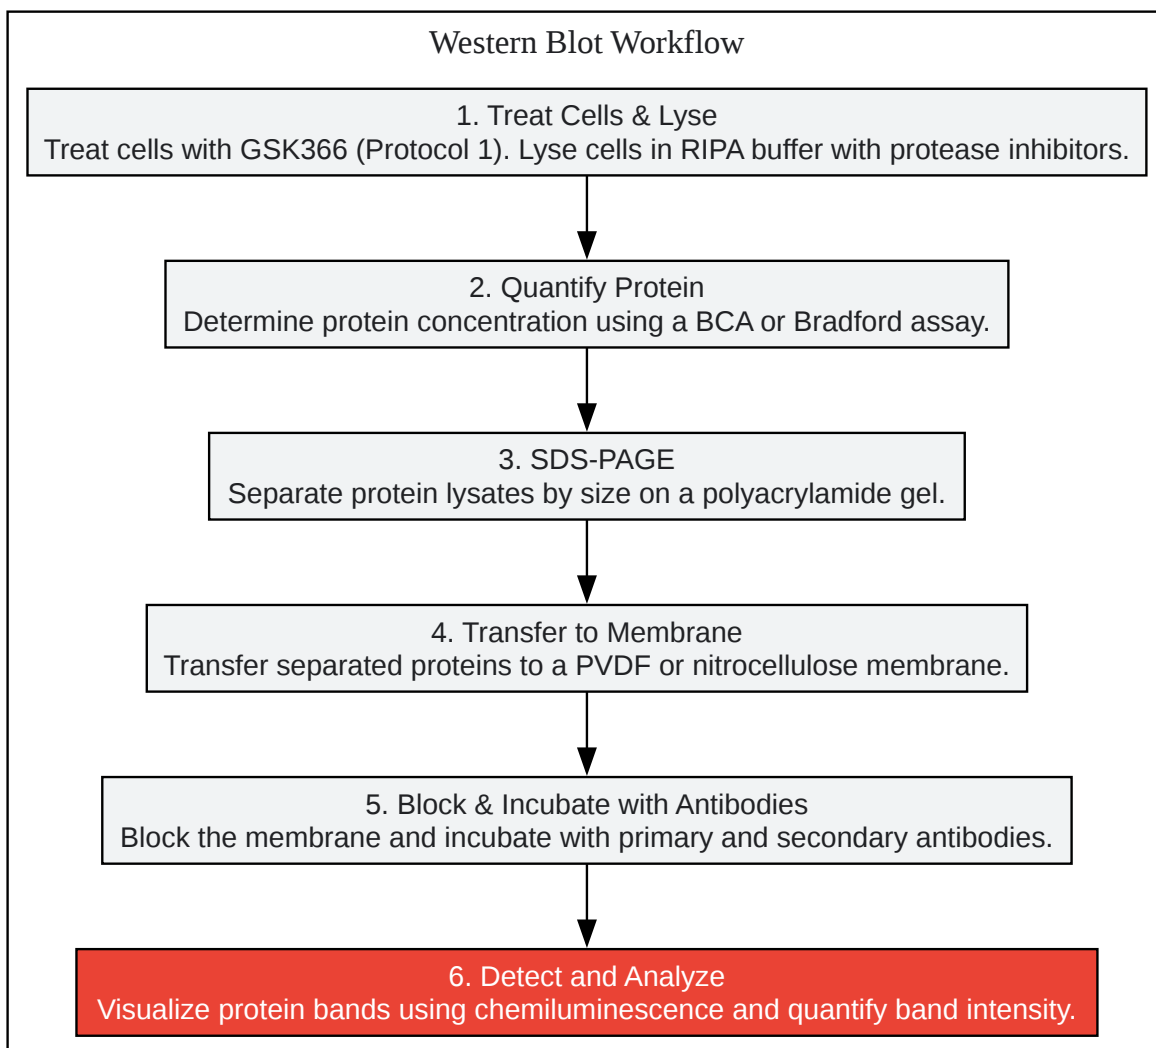 Western Blot Workflow
1. Treat Cells & Lyse
Treat cells with GSK366 (Protocol 1). Lyse cells in RIPA buffer with protease inhibitors.
2. Quantify Protein
Determine protein concentration using a BCA or Bradford assay.
3. SDS-PAGE
Separate protein lysates by size on a polyacrylamide gel.
4. Transfer to Membrane
Transfer separated proteins to a PVDF or nitrocellulose membrane.
5. Block & Incubate with Antibodies
Block the membrane and incubate with primary and secondary antibodies.
6. Detect and Analyze
Visualize protein bands using chemiluminescence and quantify band intensity.